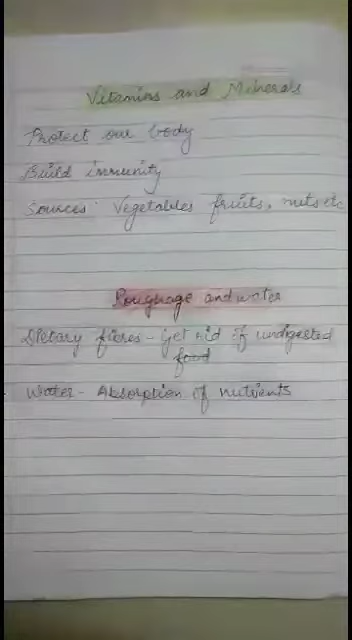 Vitamins and Minerals
Protect our body
Build immunity
Sources: Vegetables fruits, nuts etc
Roughage and water
Dietary fibres - Get rid of undigested
food
Water - Absorption of nutrients